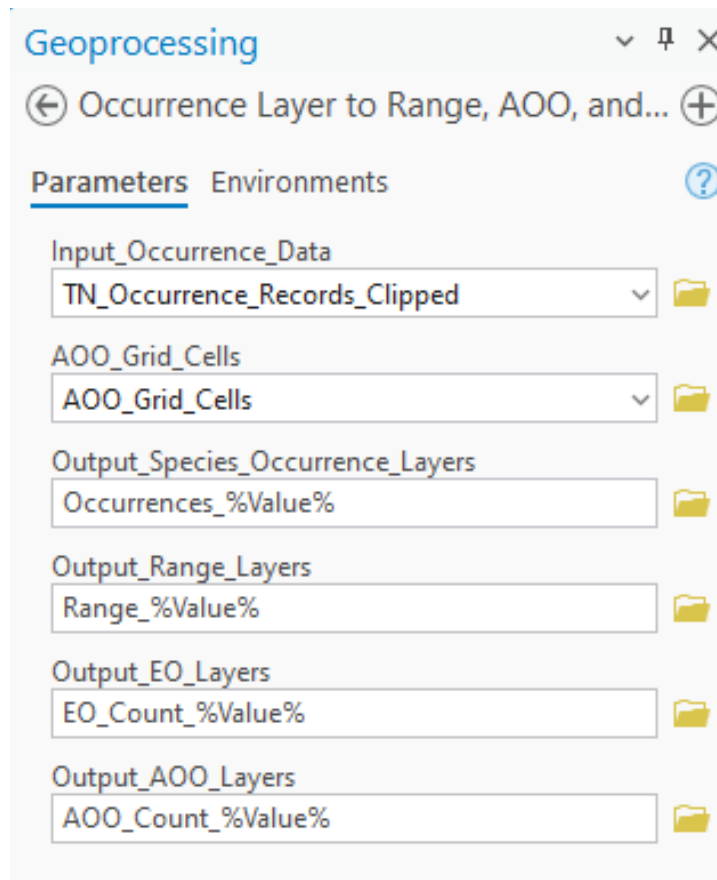 Geoprocessing
Occurrence Layer to Range, AOO, and...
Parameters Environments
Input_Occurrence_Data
TN_Occurrence_Records_Clipped
AOO_Grid_Cells
AOO_Grid_Cells
Output_Species_Occurrence_Layers
Occurrences_%Value%
Output_Range_Layers
Range_%Value%
Output_EO_Layers
EO_Count_%Value%
Output_AOO_Layers
AOO_Count_%Value%